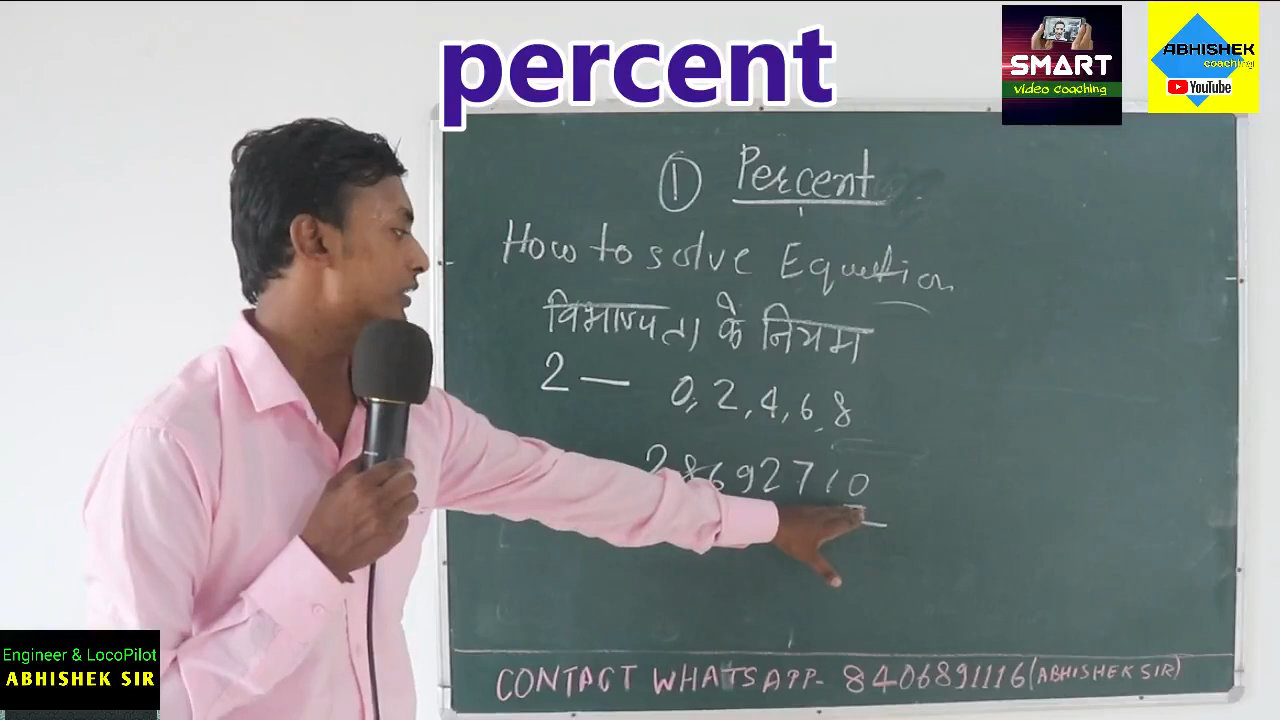 percent
SMART
video coaching
ABHISHEK
coaching
YouTube
① Percent
How to solve Equation
विभाज्यता के नियम
2 — 0, 2, 4, 6, 8
28692710
Engineer & LocoPilot
ABHISHEK SIR
CONTACT WHATSAPP- 8406891116 (ABHISHEK SIR)